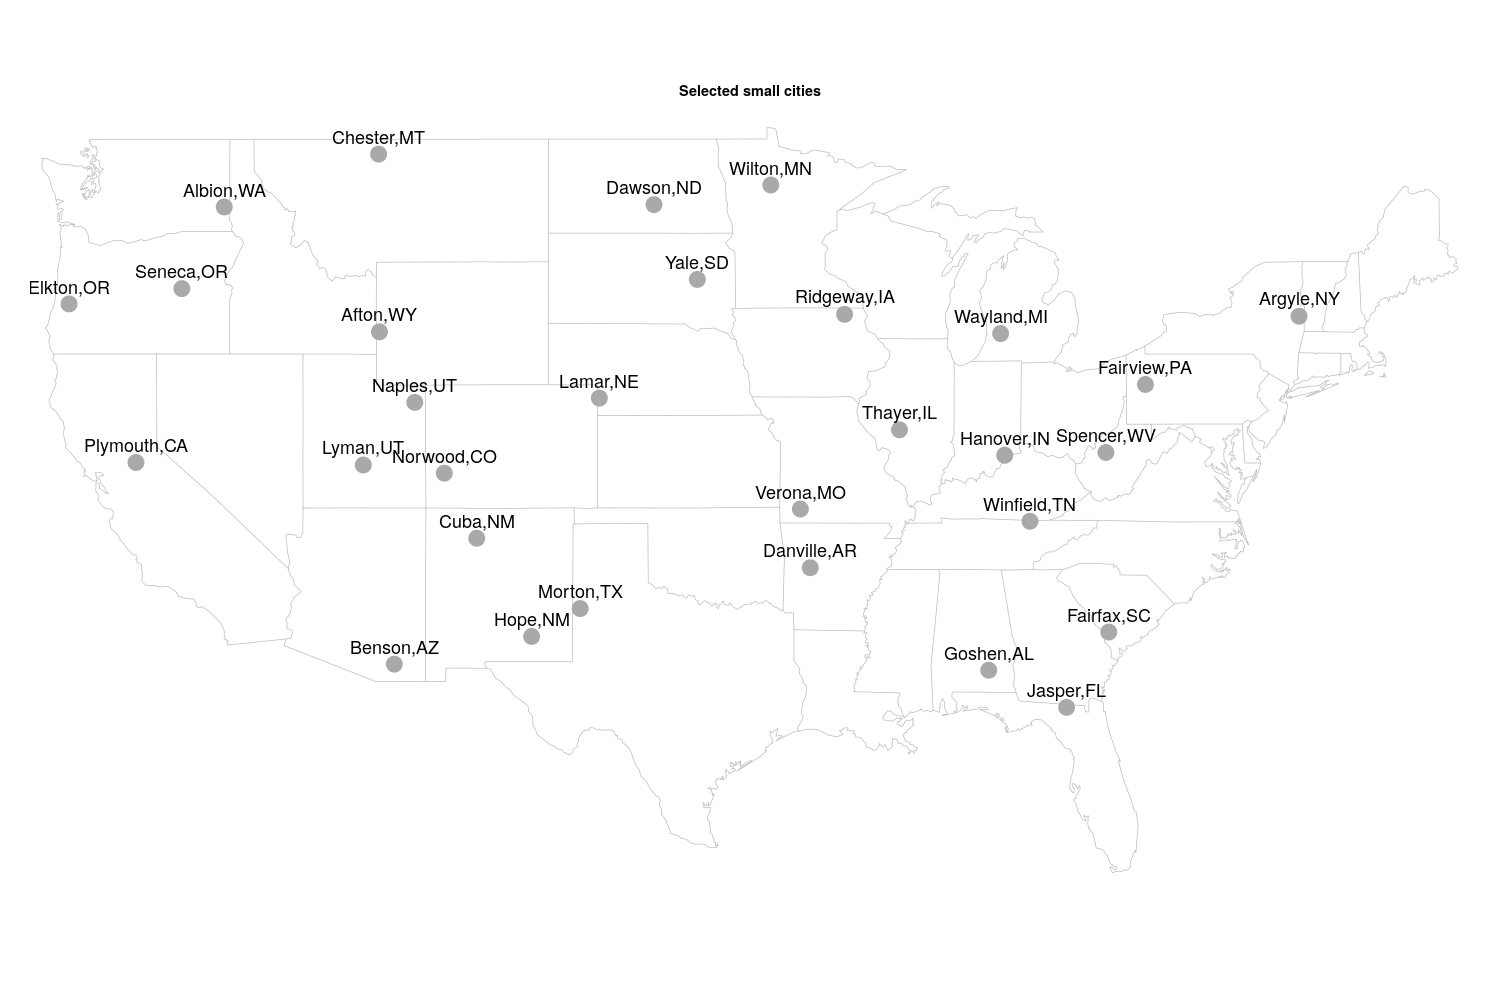 Selected small cities
Chester,MT
Wilton,MN
Albion,WA
Dawson,ND
Yale,SD
Seneca,OR
Elkton,OR
Ridgeway,IA
Argyle,NY
Afton,WY
Wayland,MI
Fairview,PA
Lamar,NE
Naples,UT
Thayer,IL
Hanover,IN
Spencer,WV
Plymouth,CA
Lyman,UT
Norwood,CO
Verona,MO
Winfield,TN
Cuba,NM
Danville,AR
Morton,TX
Fairfax,SC
Hope,NM
Benson,AZ
Goshen,AL
Jasper,FL